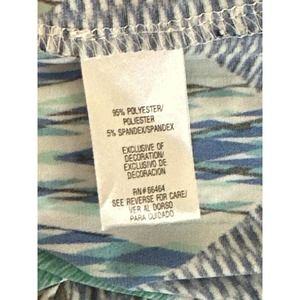 95% POLYESTER/
POLIESTER
5% SPANDEX/SPANDEX
EXCLUSIVE OF
DECORATION/
EXCLUSIVO DE
DECORACION
RN# 66464
SEE REVERSE FOR CARE/
VER AL DORSO
PARA CUIDADO